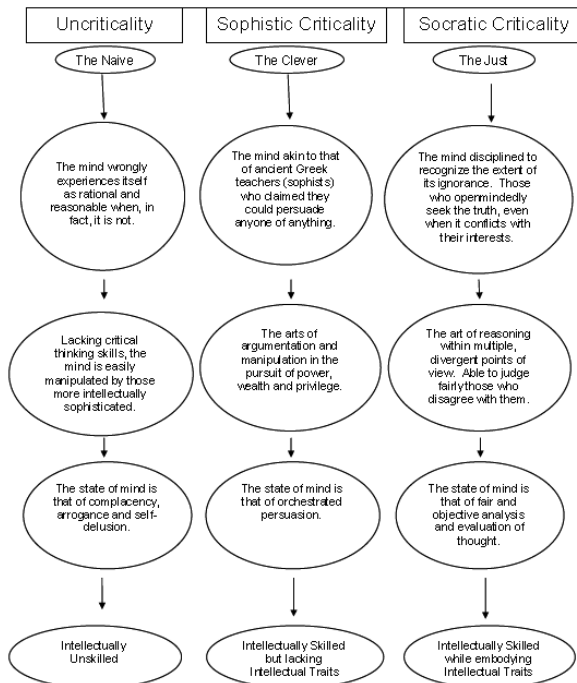 Uncriticality
The Naive
The mind wrongly
experiences itself
as rational and
reasonable when, in
fact, it is not.
Lacking critical
thinking skills, the
mind is easily
manipulated by those
more intellectually
sophisticated.
The state of mind is
that of complacency,
arrogance and self-
delusion.
Intellectually
Unskilled
Sophistic Criticality
The Clever
The mind akin to that
of ancient Greek
teachers (sophists)
who claimed they
could persuade
anyone of anything.
The arts of
argumentation and
manipulation in the
pursuit of power,
wealth and privilege.
The state of mind is
that of orchestrated
persuasion.
Intellectually Skilled
but lacking
Intellectual Traits
Socratic Criticality
The Just
The mind disciplined to
recognize the extent of
its ignorance. Those
who openmindedly
seek the truth, even
when it conflicts with
their interests.
The art of reasoning
within multiple,
divergent points of
view. Able to judge
fairly those who
disagree with them.
The state of mind is
that of fair and
objective analysis
and evaluation of
thought.
Intellectually Skilled
while embodying
Intellectual Traits